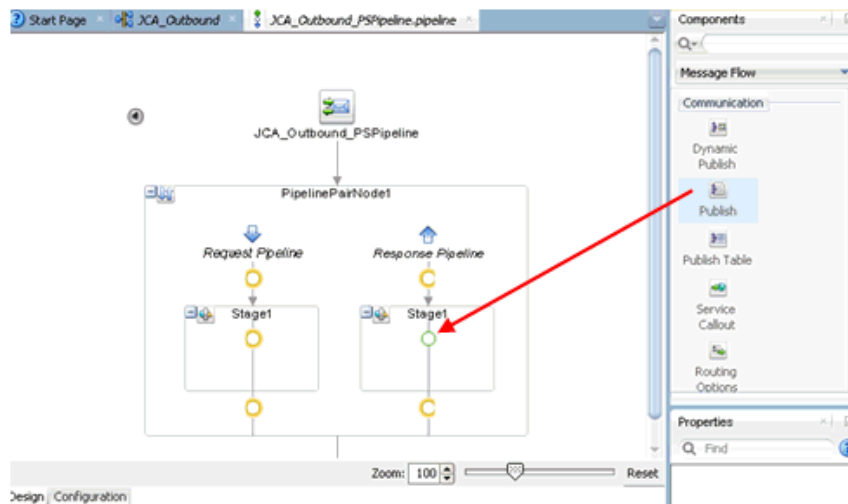 Start Page JCA_Outbound JCA_Outbound_PSPipeline.pipeline
Components
Message Flow
Communication
Dynamic
Publish
Publish
Publish Table
Service
Callout
Routing
Options
JCA_Outbound_PSPipeline
PipelinePairNode1
Request Pipeline Response Pipeline
Stage1 Stage1
Properties
Find
Zoom: 100 Reset
Design Configuration